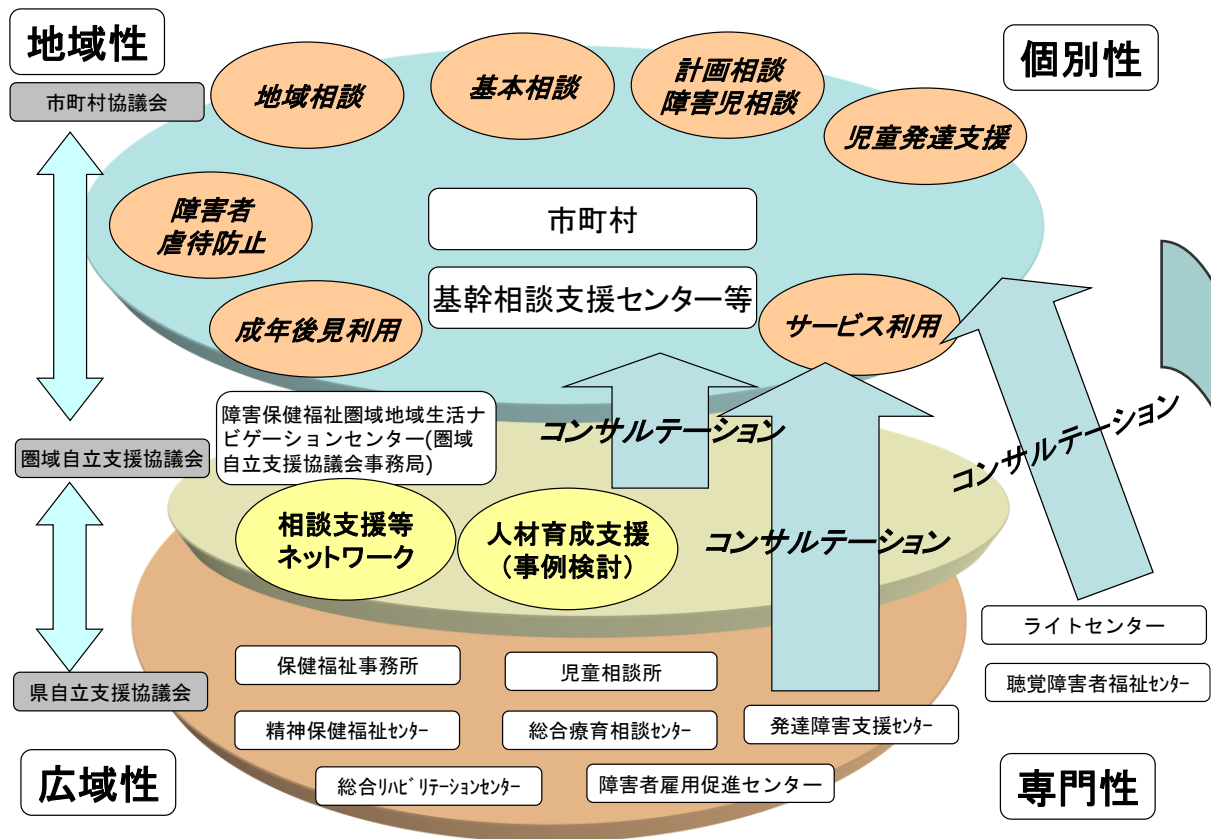 地域性
個別性
市町村協議会
地域相談
基本相談
計画相談
障害児相談
児童発達支援
障害者
虐待防止
市町村
基幹相談支援センター等
成年後見利用
サービス利用
障害保健福祉圏域地域生活ナ
ビゲーションセンター(圏域
自立支援協議会事務局)
コンサルテーション
コンサルテーション
圏域自立支援協議会
相談支援等
ネットワーク
人材育成支援
(事例検討)
コンサルテーション
ライトセンター
保健福祉事務所
児童相談所
聴覚障害者福祉ｾﾝﾀｰ
県自立支援協議会
精神保健福祉ｾﾝﾀｰ
総合療育相談ｾﾝﾀｰ
発達障害支援ｾﾝﾀｰ
広域性
総合ﾘﾊﾋﾞﾘﾃｰｼｮﾝｾﾝﾀｰ
障害者雇用促進センター
専門性